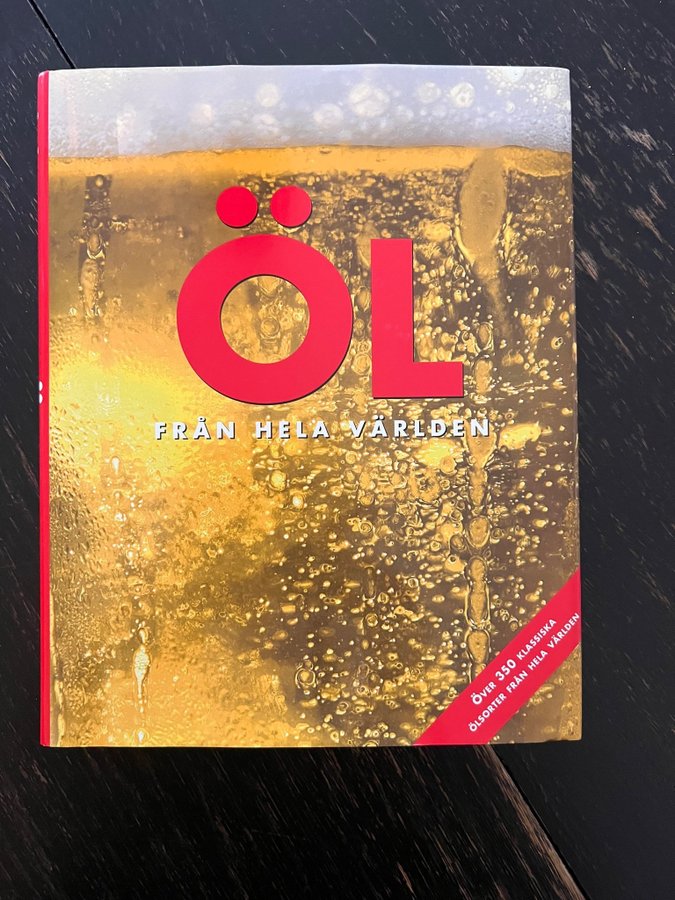 ÖL
FRÅN HELA VÄRLDEN
ÖVER 350 KLASSISKA
ÖLSORTER FRÅN HELA VÄRLDEN